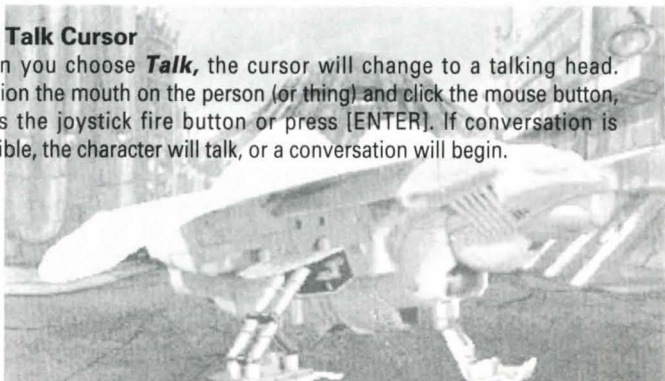 Talk Cursor
n you choose Talk, the cursor will change to a talking head.
ion the mouth on the person (or thing) and click the mouse button,
s the joystick fire button or press [ENTER]. If conversation is
ible, the character will talk, or a conversation will begin.